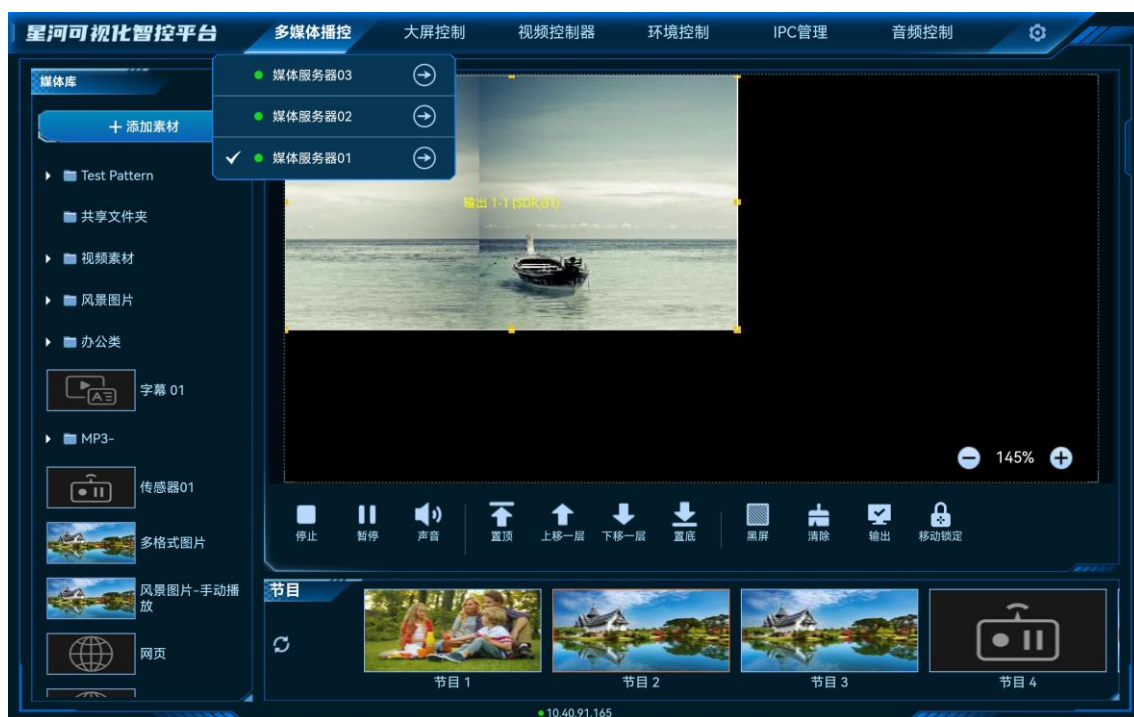 星河可视化智控平台
多媒体播控
大屏控制
视频控制器
环境控制
IPC管理
音频控制
媒体库
媒体服务器03
媒体服务器02
媒体服务器01
＋添加素材
Test Pattern
共享文件夹
视频素材
风景图片
办公类
字幕 01
MP3-
传感器01
多格式图片
风景图片-手动播
放
网页
输出 1-1 (SDR,G1)
145%
停止
暂停
声音
置顶
上移一层
下移一层
置底
黑屏
清除
输出
移动锁定
节目
节目 1
节目 2
节目 3
节目 4
10.40.91.165